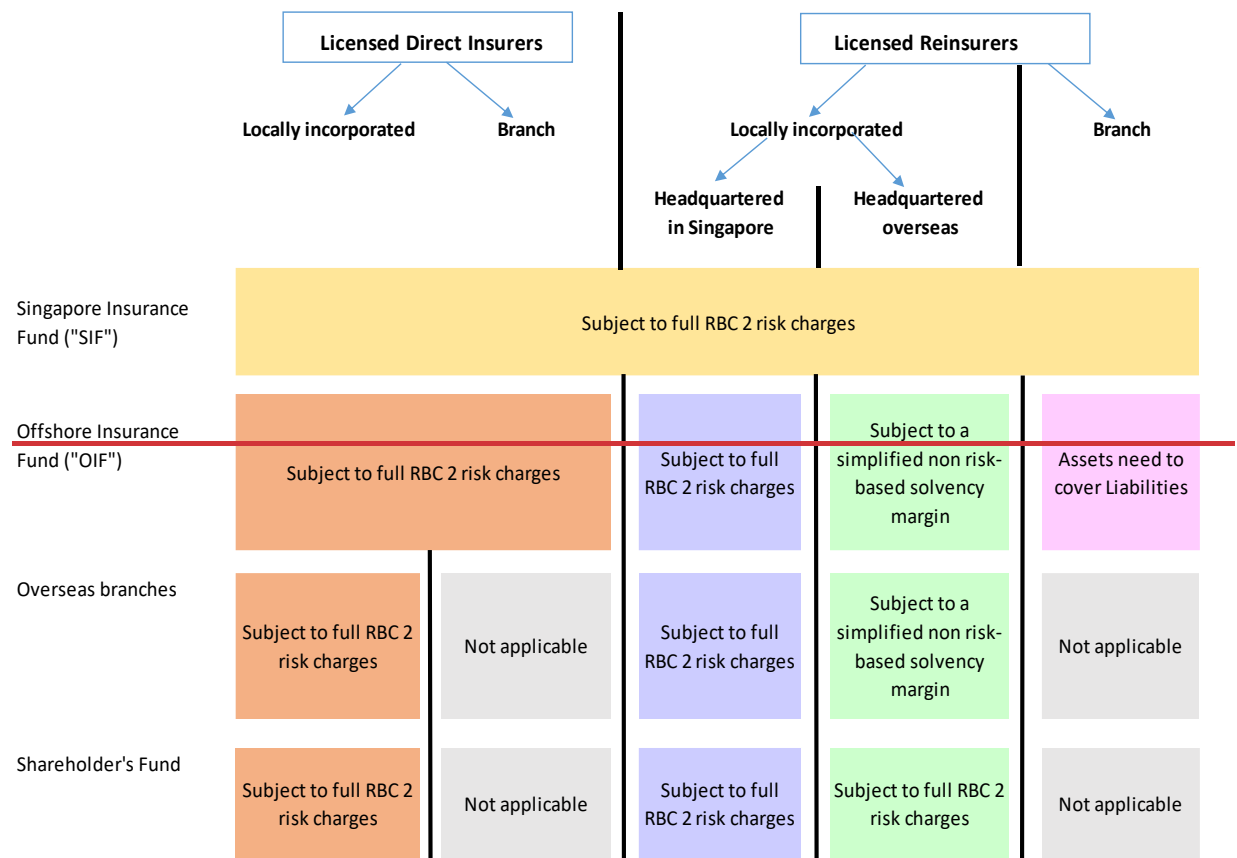 Licensed Direct Insurers
Licensed Reinsurers
Locally incorporated
Branch
Locally incorporated
Branch
Headquartered
in Singapore
Headquartered
overseas
Singapore Insurance
Fund ("SIF")
Subject to full RBC 2 risk charges
Offshore Insurance
Fund ("OIF")
Subject to full RBC 2 risk charges
Subject to full
RBC 2 risk charges
Subject to a
simplified non risk-
based solvency
margin
Assets need to
cover Liabilities
Overseas branches
Subject to full RBC 2
risk charges
Not applicable
Subject to full
RBC 2 risk charges
Subject to a
simplified non risk-
based solvency
margin
Not applicable
Shareholder's Fund
Subject to full RBC 2
risk charges
Not applicable
Subject to full
RBC 2 risk charges
Subject to full RBC 2
risk charges
Not applicable